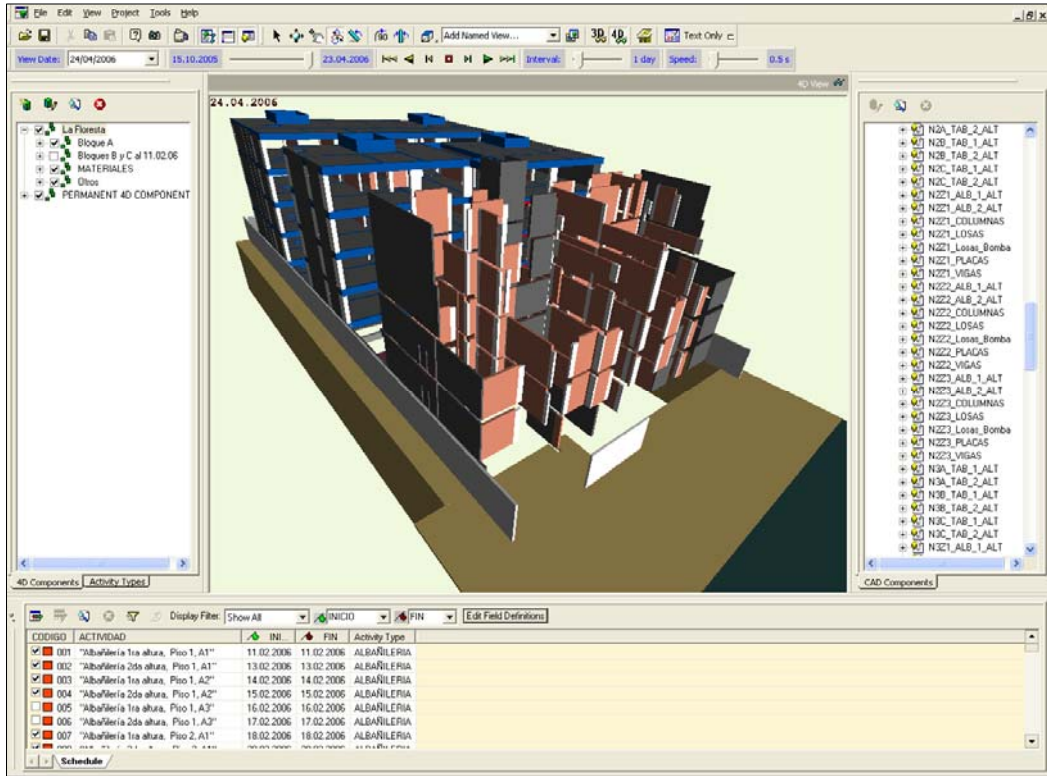 File Edit View Project Tools Help
Add Named View... 3D 4D Text Only
View Date: 24/04/2006 15.10.2005 23.04.2006 Interval: 1 day Speed: 0.5 s
4D View
24.04.2006
La Floresta
Bloque A
Bloques B y C al 11.02.06
MATERIALES
Otros
PERMANENT 4D COMPONENT
4D Components Activity Types
N2A_TAB_2_ALT
N2B_TAB_1_ALT
N2B_TAB_2_ALT
N2C_TAB_1_ALT
N2C_TAB_2_ALT
N2Z1_ALB_1_ALT
N2Z1_ALB_2_ALT
N2Z1_COLUMNAS
N2Z1_LOSAS
N2Z1_Losas_Bomba
N2Z1_PLACAS
N2Z1_VIGAS
N2Z2_ALB_1_ALT
N2Z2_ALB_2_ALT
N2Z2_COLUMNAS
N2Z2_LOSAS
N2Z2_Losas_Bomba
N2Z2_PLACAS
N2Z2_VIGAS
N2Z3_ALB_1_ALT
N2Z3_ALB_2_ALT
N2Z3_COLUMNAS
N2Z3_LOSAS
N2Z3_Losas_Bomba
N2Z3_PLACAS
N2Z3_VIGAS
N3A_TAB_1_ALT
N3A_TAB_2_ALT
N3B_TAB_1_ALT
N3B_TAB_2_ALT
N3C_TAB_1_ALT
N3C_TAB_2_ALT
N3Z1_ALB_1_ALT
CAD Components
Display Filter: Show All INICIO FIN Edit Field Definitions
CODIGO ACTIVIDAD INI... FIN Activity Type
001 "Albañilería 1ra altura, Piso 1, A1" 11.02.2006 11.02.2006 ALBAÑILERIA
002 "Albañilería 2da altura, Piso 1, A1" 13.02.2006 13.02.2006 ALBAÑILERIA
003 "Albañilería 1ra altura, Piso 1, A2" 14.02.2006 14.02.2006 ALBAÑILERIA
004 "Albañilería 2da altura, Piso 1, A2" 15.02.2006 15.02.2006 ALBAÑILERIA
005 "Albañilería 1ra altura, Piso 1, A3" 16.02.2006 16.02.2006 ALBAÑILERIA
006 "Albañilería 2da altura, Piso 1, A3" 17.02.2006 17.02.2006 ALBAÑILERIA
007 "Albañilería 1ra altura, Piso 2, A1" 18.02.2006 18.02.2006 ALBAÑILERIA
Schedule